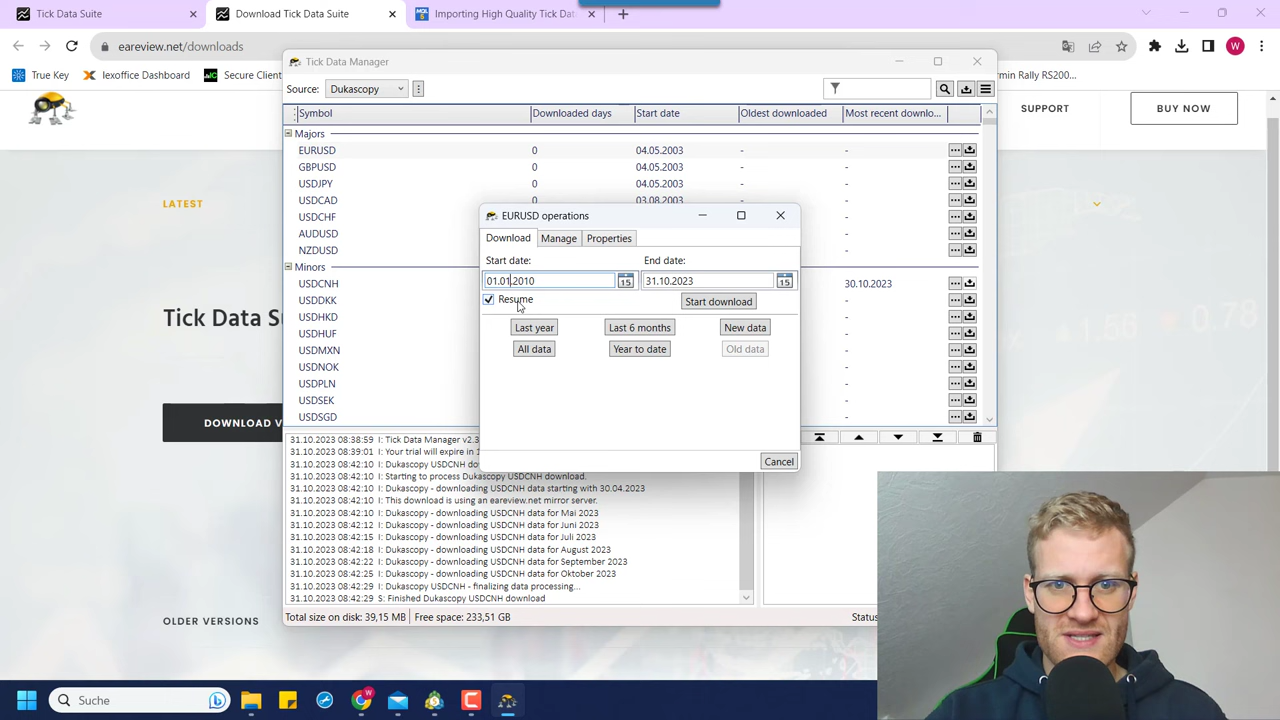 Tick Data Suite
Download Tick Data Suite
Importing High Quality Tick Dat
eareview.net/downloads
W
True Key
lexoffice Dashboard
Secure Client
rmin Rally RS200...
SUPPORT
BUY NOW
LATEST
Tick Data S
DOWNLOAD V
OLDER VERSIONS
Tick Data Manager
Source:
Dukascopy
Symbol
Downloaded days
Start date
Oldest downloaded
Most recent downlo...
Majors
EURUSD 0 04.05.2003 - -
GBPUSD 0 04.05.2003 - -
USDJPY 0 04.05.2003 - -
USDCAD 0 03.08.2003 - -
USDCHF -
AUDUSD -
NZDUSD -
Minors
USDCNH 30.10.2023
USDDKK -
USDHKD -
USDHUF -
USDMXN -
USDNOK -
USDPLN -
USDSEK -
USDSGD -
EURUSD operations
Download
Manage
Properties
Start date:
End date:
01.01.2010
15
31.10.2023
15
Resume
Start download
Last year
Last 6 months
New data
All data
Year to date
Old data
Cancel
31.10.2023 08:38:59 I: Tick Data Manager v2.3
31.10.2023 08:39:01 I: Your trial will expire in 1
31.10.2023 08:42:10 I: Dukascopy USDCNH do
31.10.2023 08:42:10 I: Starting to process Dukascopy USDCNH download.
31.10.2023 08:42:10 I: Dukascopy - downloading USDCNH data starting with 30.04.2023
31.10.2023 08:42:10 I: This download is using an eareview.net mirror server.
31.10.2023 08:42:10 I: Dukascopy - downloading USDCNH data for Mai 2023
31.10.2023 08:42:12 I: Dukascopy - downloading USDCNH data for Juni 2023
31.10.2023 08:42:15 I: Dukascopy - downloading USDCNH data for Juli 2023
31.10.2023 08:42:18 I: Dukascopy - downloading USDCNH data for August 2023
31.10.2023 08:42:22 I: Dukascopy - downloading USDCNH data for September 2023
31.10.2023 08:42:26 I: Dukascopy - downloading USDCNH data for Oktober 2023
31.10.2023 08:42:29 I: Dukascopy USDCNH - finalizing data processing...
31.10.2023 08:42:29 S: Finished Dukascopy USDCNH download
Total size on disk: 39,15 MB
Free space: 233,51 GB
Status
Suche